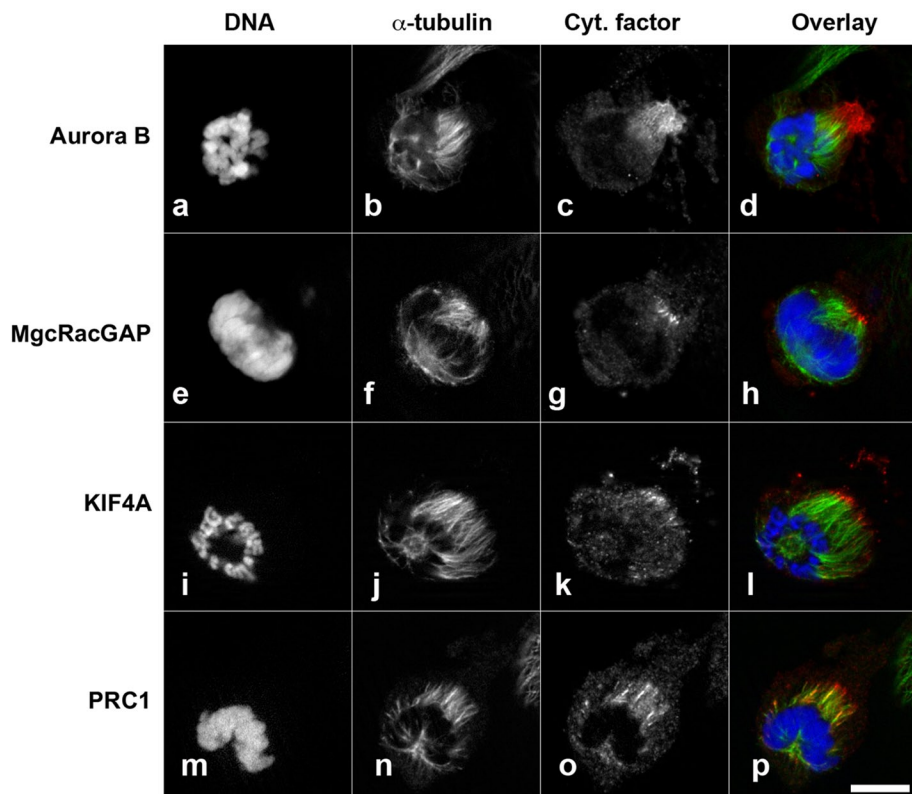 DNA α-tubulin Cyt. factor Overlay
Aurora B
a b c d
MgcRacGAP
e f g h
KIF4A
i j k l
PRC1
m n o p